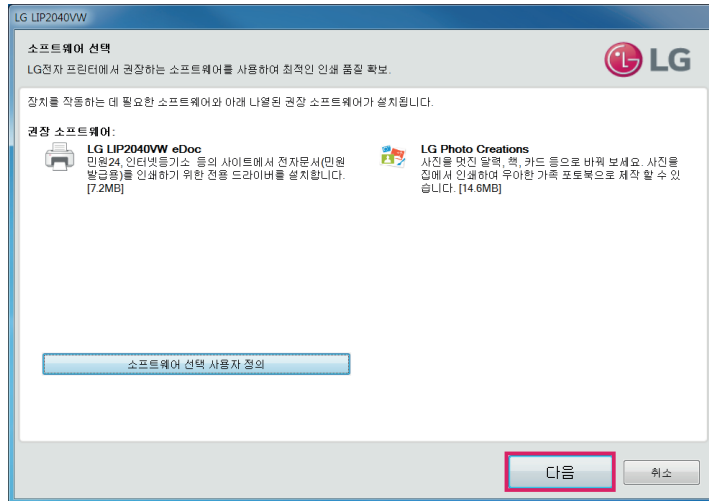 LG LIP2040VW
소프트웨어 선택
LG전자 프린터에서 권장하는 소프트웨어를 사용하여 최적의 인쇄 품질 확보.
LG
장치를 작동하는 데 필요한 소프트웨어와 아래 나열된 권장 소프트웨어가 설치됩니다.
권장 소프트웨어:
LG LIP2040VW eDoc
민원24, 인터넷등기소 등의 사이트에서 전자문서(민원
발급용)를 인쇄하기 위한 전용 드라이버를 설치합니다.
[7.2MB]
LG Photo Creations
사진을 멋진 달력, 책, 카드 등으로 바꿔 보세요. 사진을
집에서 인쇄하여 우아한 가족 포토북으로 제작 할 수 있
습니다. [14.6MB]
소프트웨어 선택 사용자 정의
다음
취소